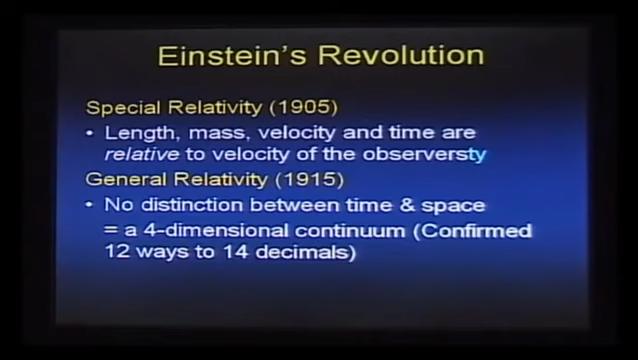 Einstein's Revolution
Special Relativity (1905)
• Length, mass, velocity and time are
relative to velocity of the observersty
General Relativity (1915)
• No distinction between time & space
= a 4-dimensional continuum (Confirmed
12 ways to 14 decimals)